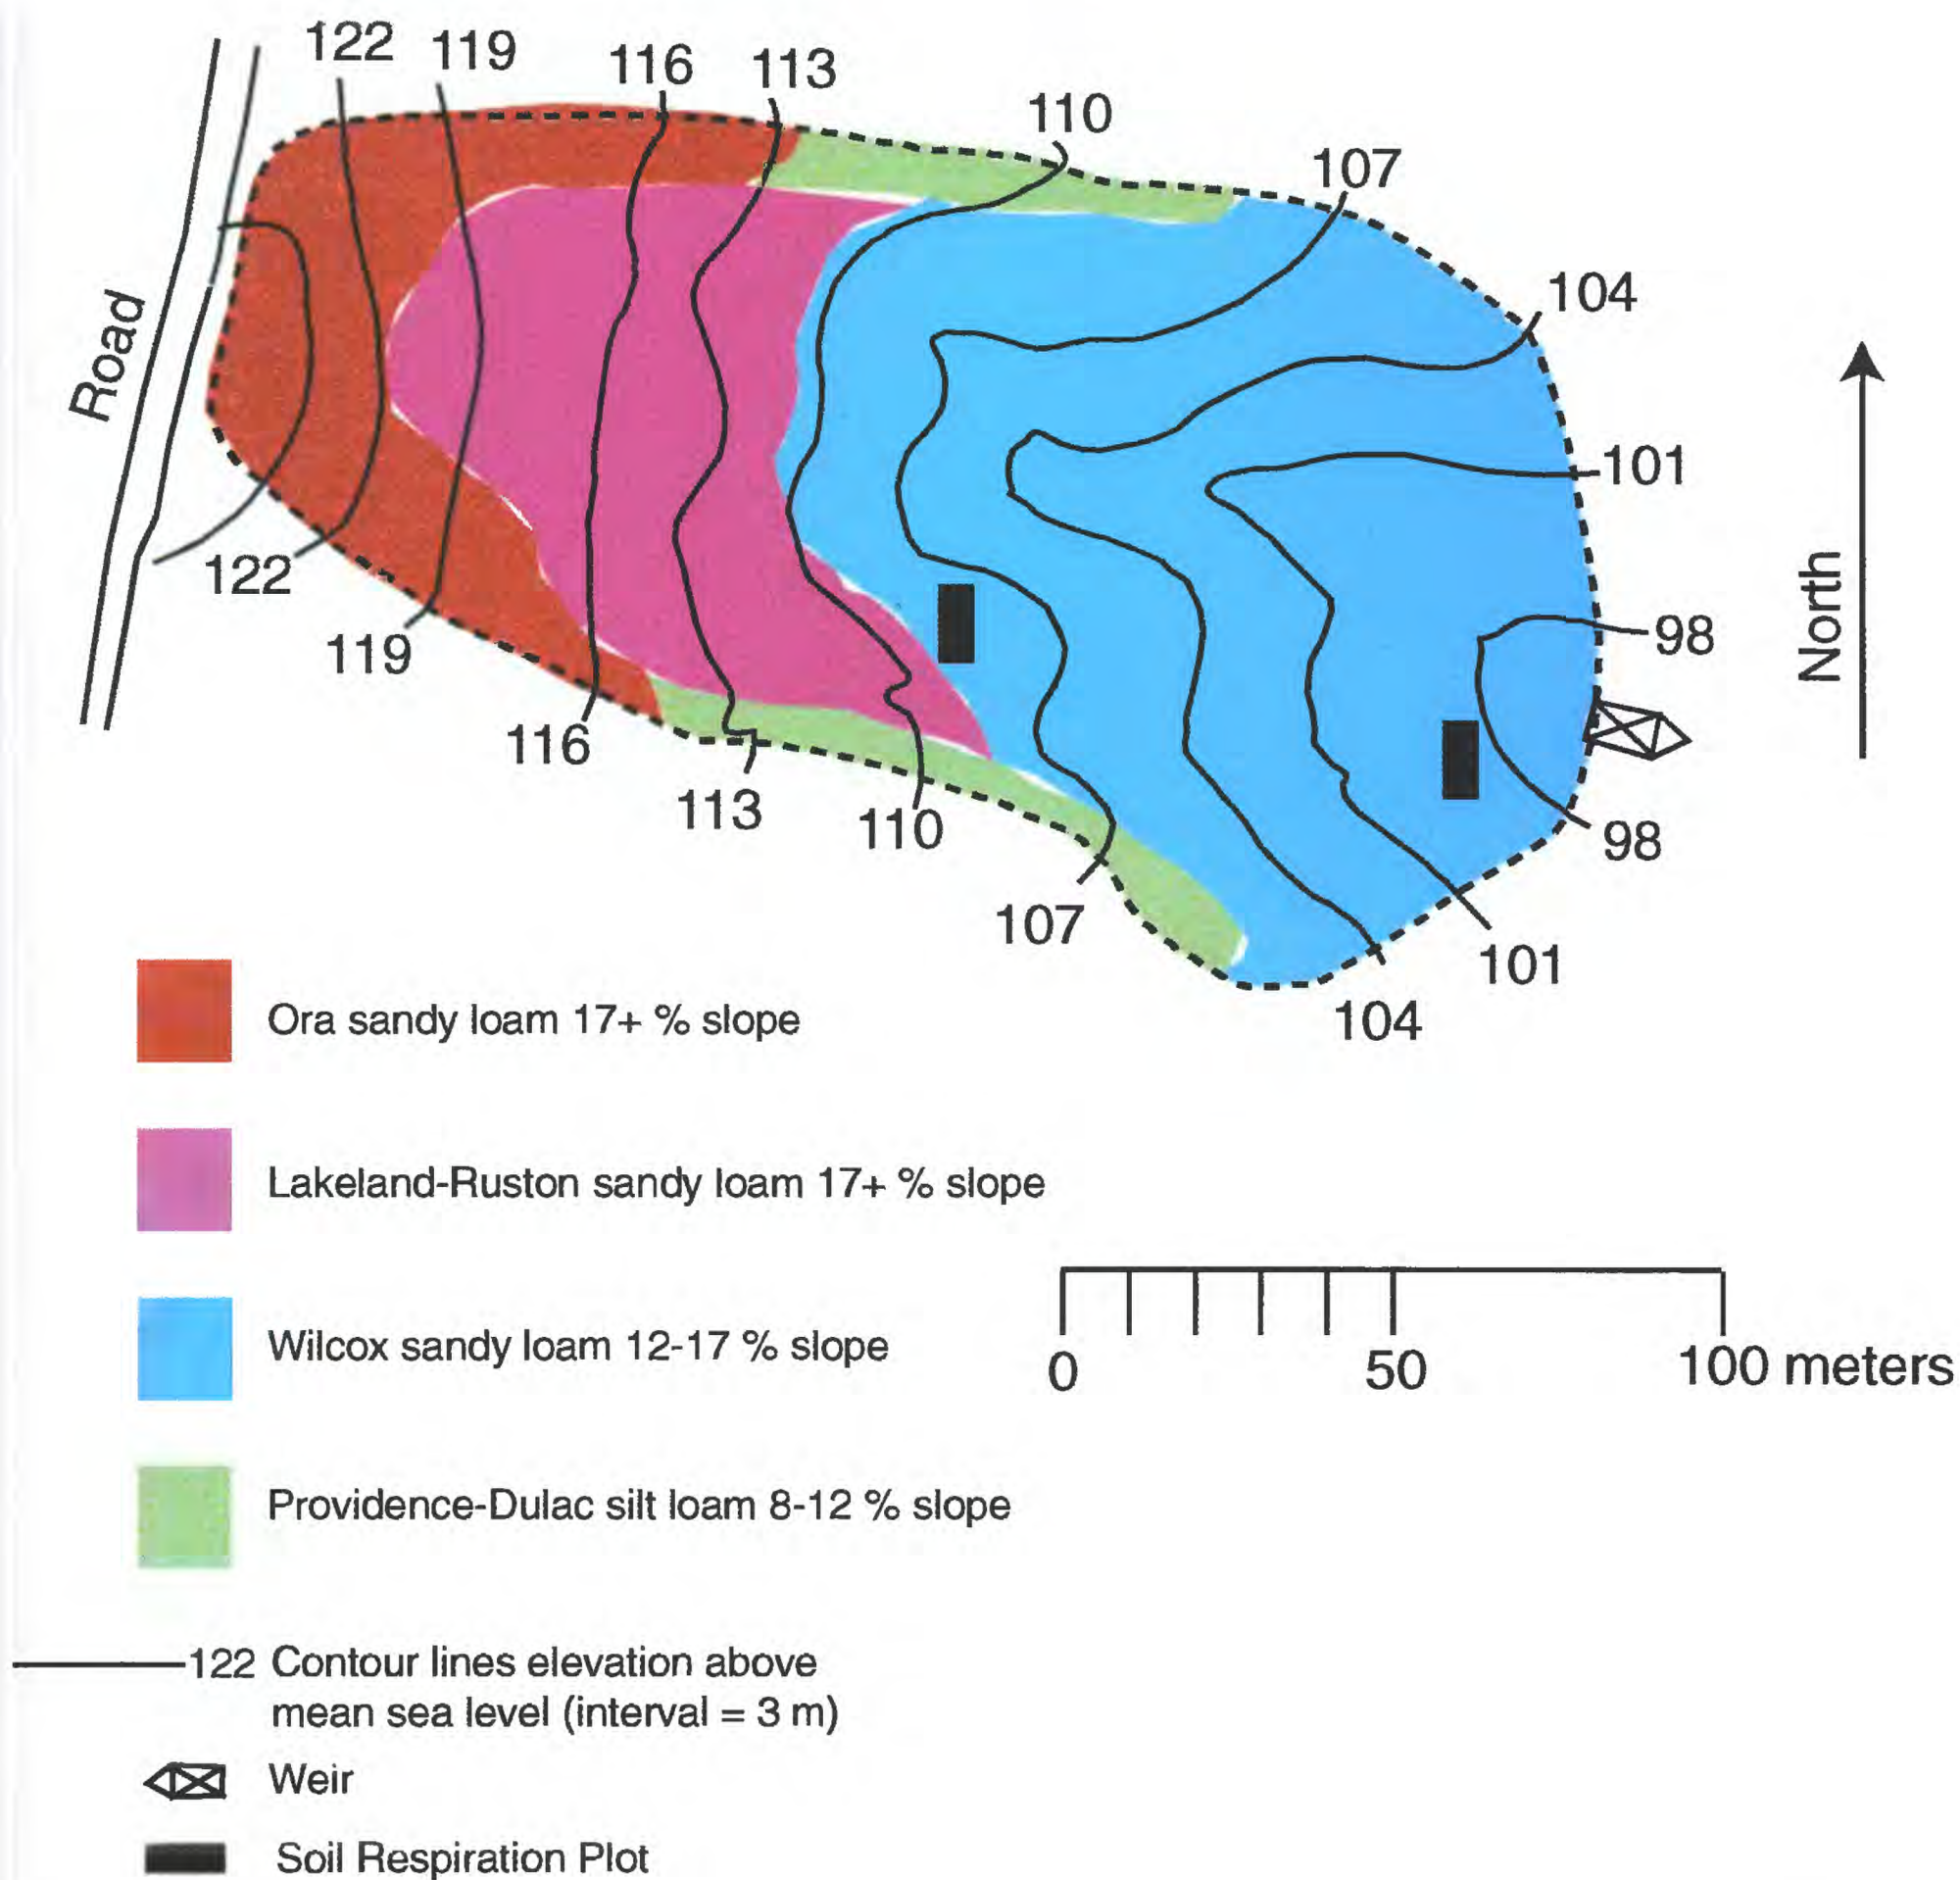 122 119 116 113
110
107
104
101
98
98
101
104
107
110
113
116
119
122
Road
North
Ora sandy loam 17+ % slope
Lakeland-Ruston sandy loam 17+ % slope
Wilcox sandy loam 12-17 % slope
Providence-Dulac silt loam 8-12 % slope
0 50 100 meters
122 Contour lines elevation above
mean sea level (interval = 3 m)
Weir
Soil Respiration Plot